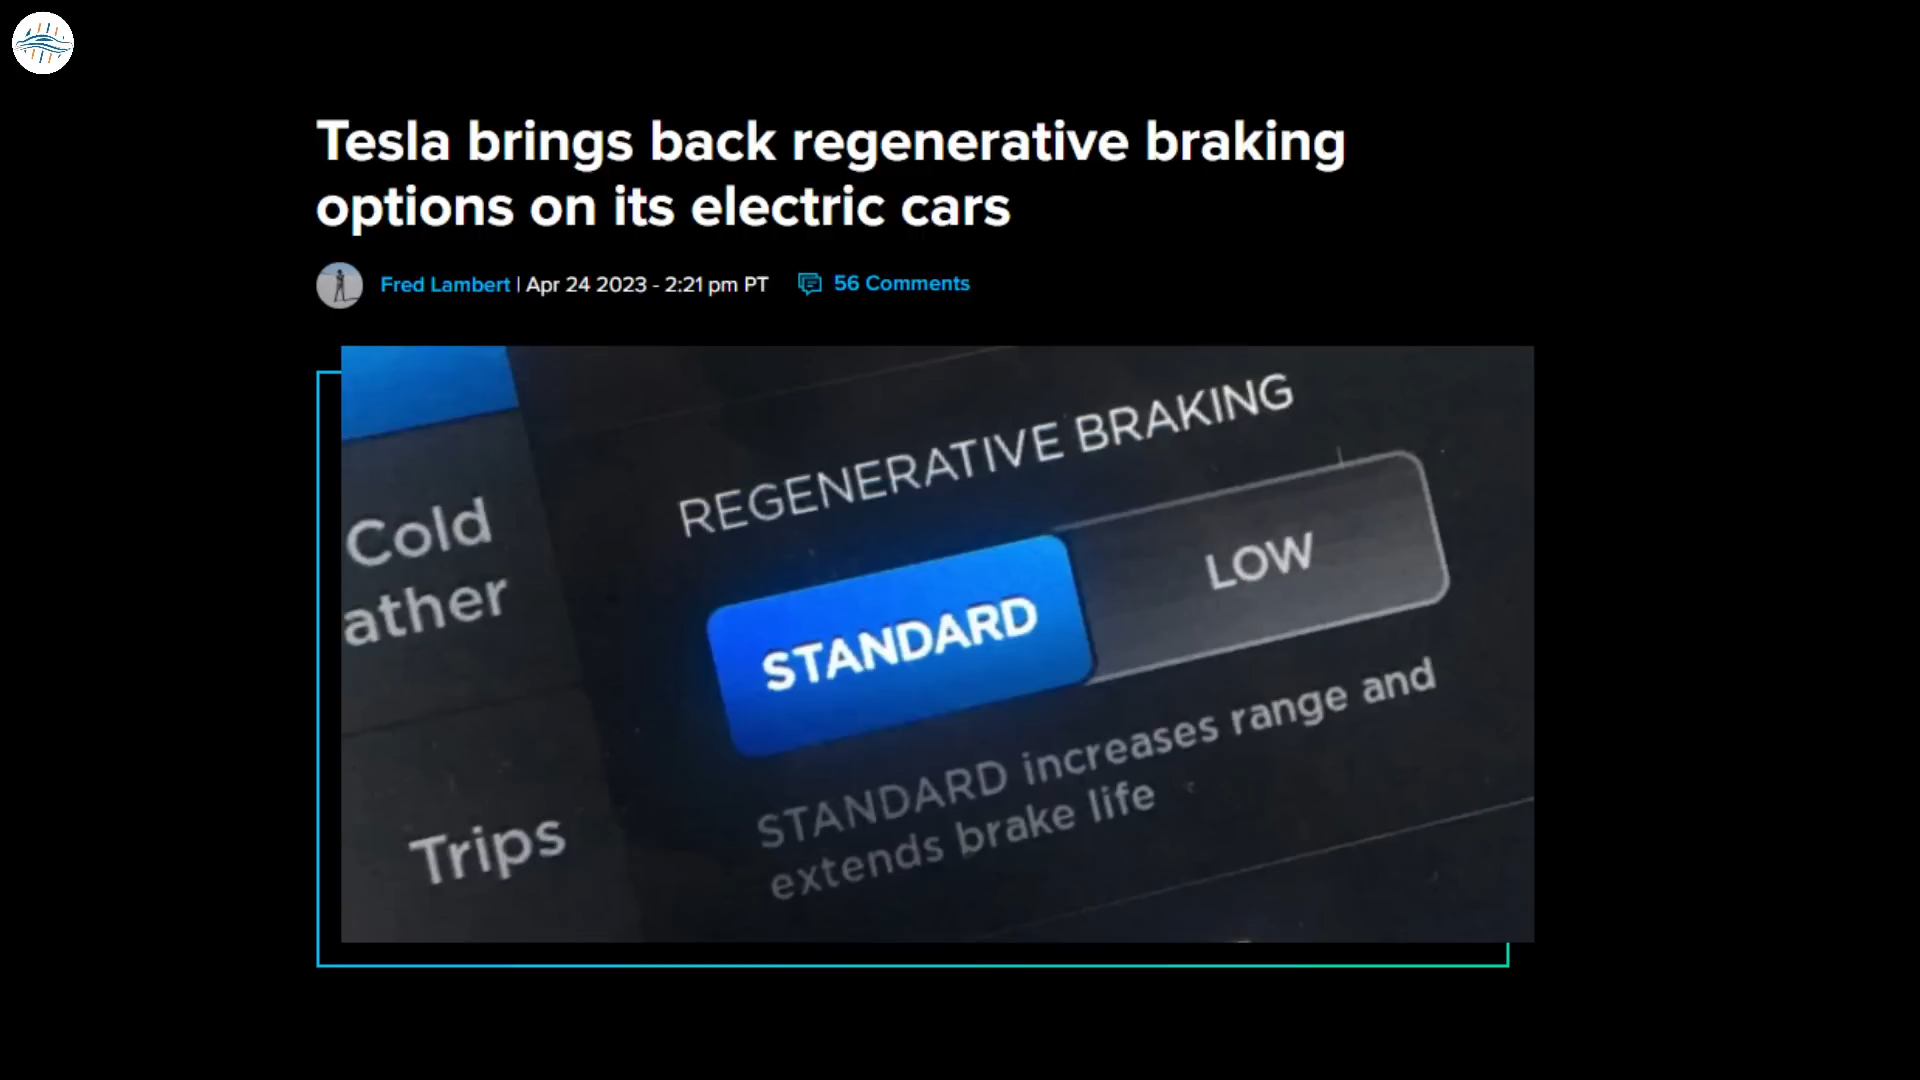 Tesla brings back regenerative braking
options on its electric cars
Fred Lambert | Apr 24 2023 - 2:21 pm PT
56 Comments
Cold
ather
Trips
REGENERATIVE BRAKING
STANDARD
LOW
STANDARD increases range and
extends brake life